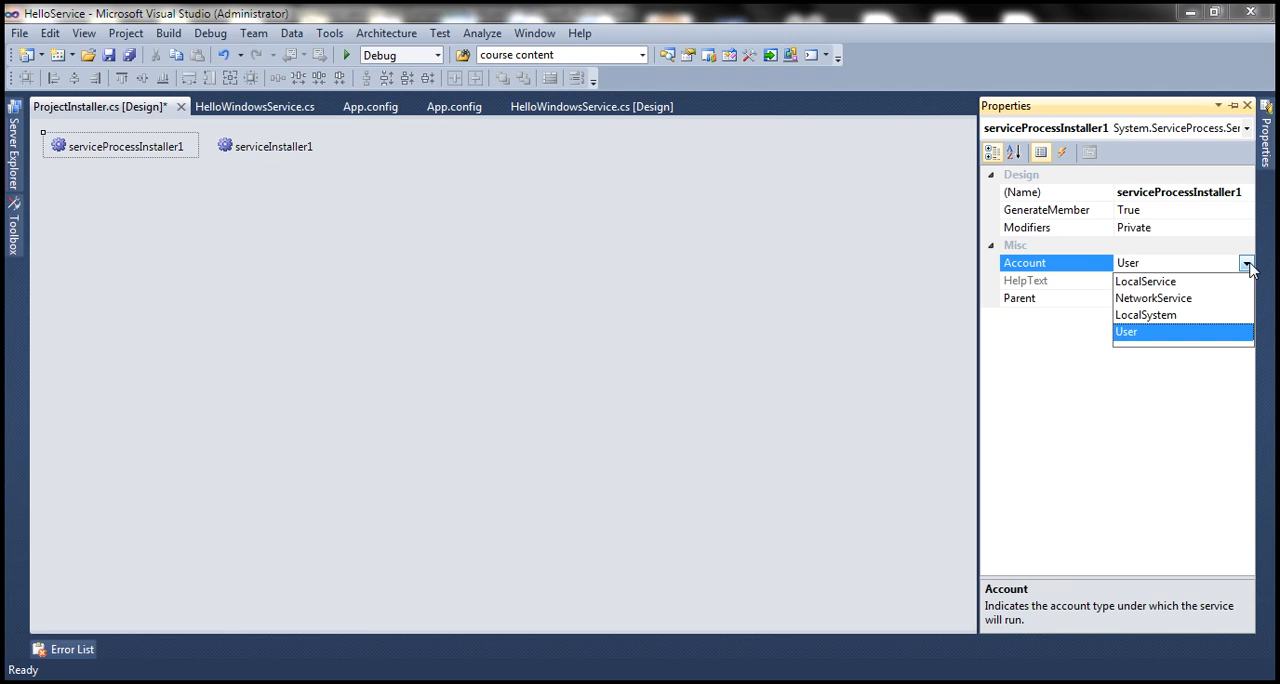 HelloService - Microsoft Visual Studio (Administrator)
File Edit View Project Build Debug Team Data Tools Architecture Test Analyze Window Help
Debug course content
ProjectInstaller.cs [Design]* HelloWindowsService.cs App.config App.config HelloWindowsService.cs [Design]
serviceProcessInstaller1 serviceInstaller1
Server Explorer
Toolbox
Properties
serviceProcessInstaller1 System.ServiceProcess.Ser
Design
(Name) serviceProcessInstaller1
GenerateMember True
Modifiers Private
Misc
Account User
HelpText
Parent
LocalService
NetworkService
LocalSystem
User
Account
Indicates the account type under which the service
will run.
Properties
Error List
Ready